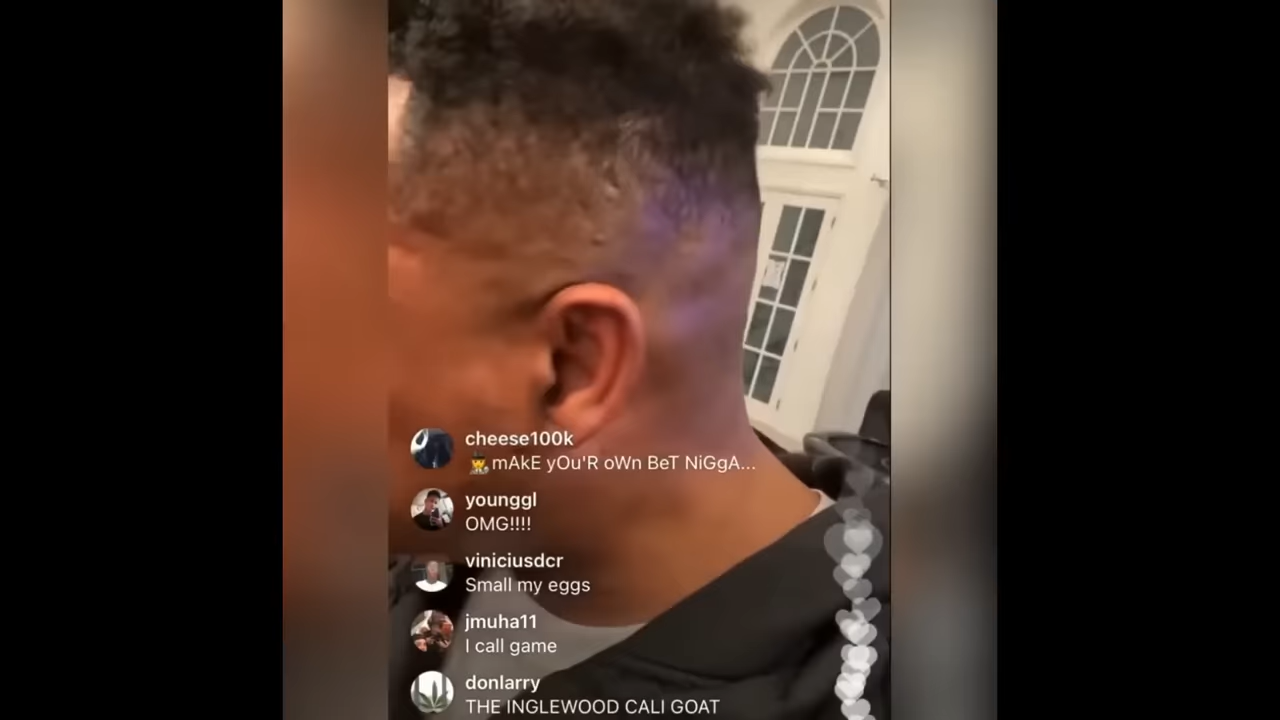 cheese100k
👨‍🌾mAkE yOu'R oWn BeT NiGgA...
younggl
OMG!!!!
viniciusdcr
Small my eggs
jmuha11
I call game
donlarry
THE INGLEWOOD CALI GOAT